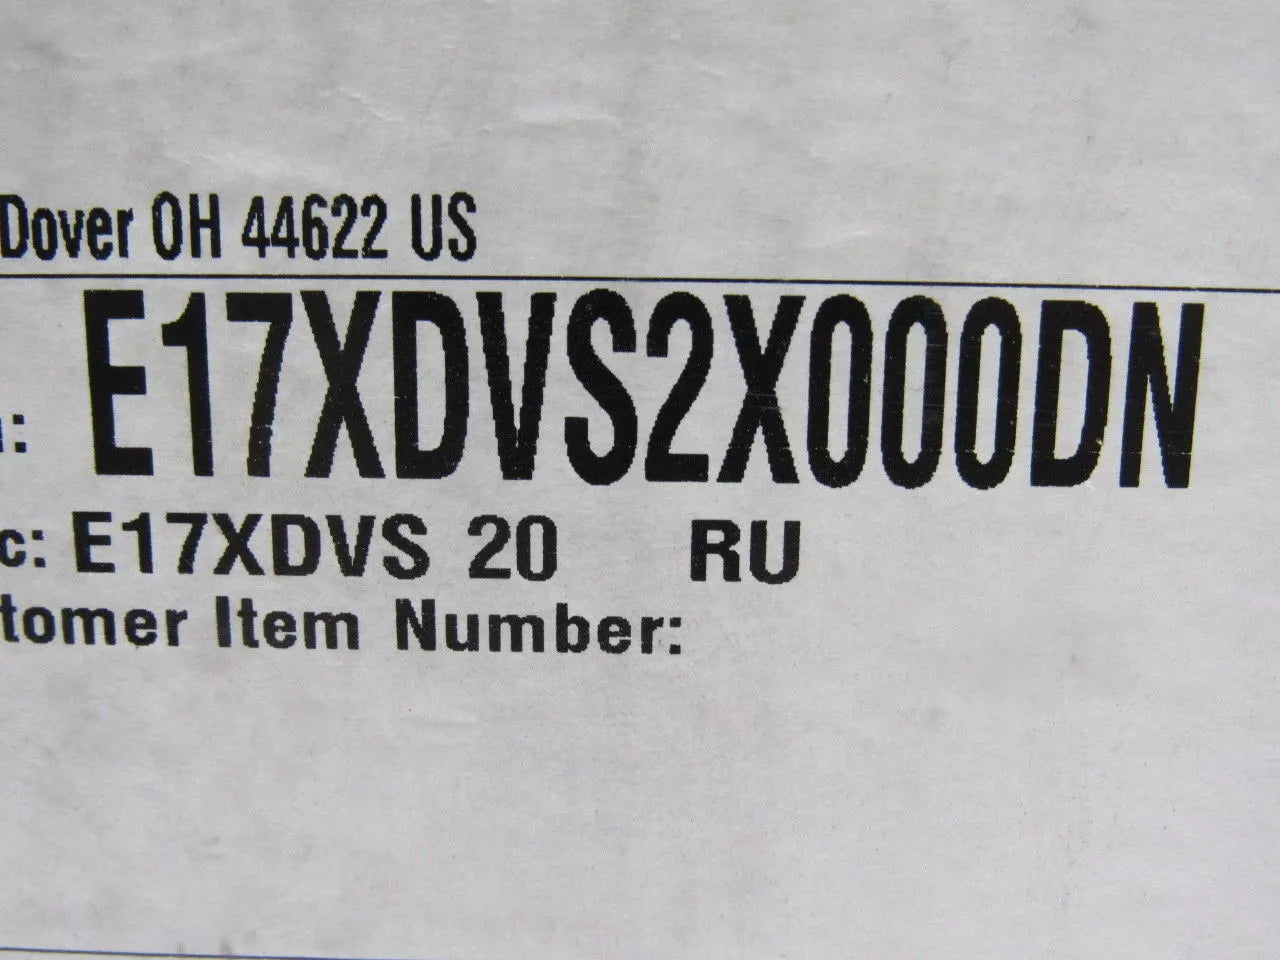 Dover OH 44622 US
: E17XDVS2X000DN
c: E17XDVS 20 RU
tomer Item Number: